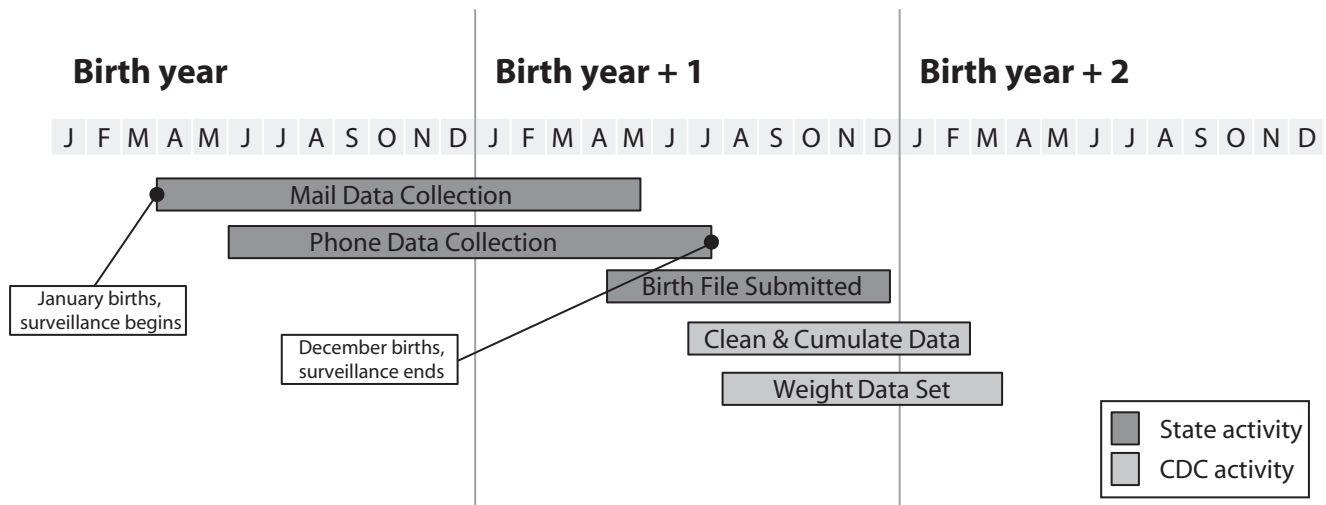 Birth year Birth year + 1 Birth year + 2
J F M A M J J A S O N D J F M A M J J A S O N D J F M A M J J A S O N D
Mail Data Collection
Phone Data Collection
Birth File Submitted
January births,
surveillance begins
Clean & Cumulate Data
December births,
surveillance ends
Weight Data Set
State activity
CDC activity